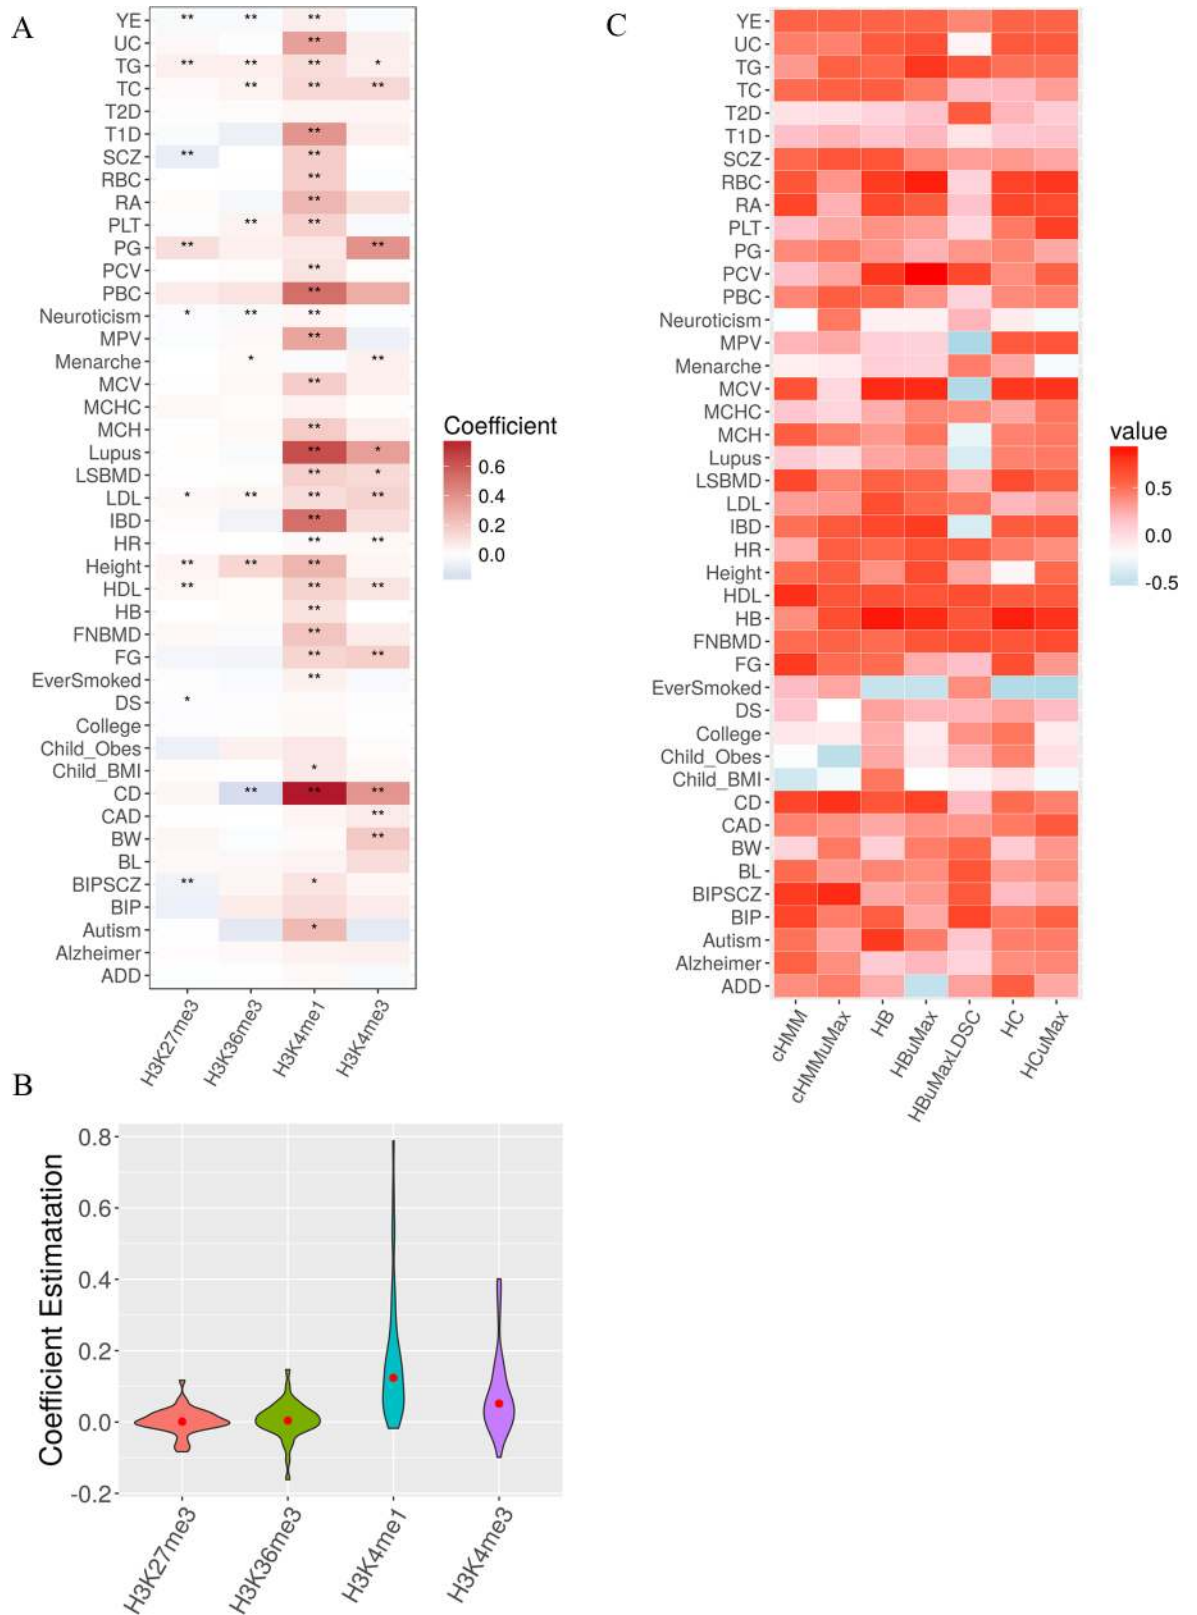 A
YE ** ** **
UC **
TG ** ** ** *
TC ** ** **
T2D
T1D **
SCZ ** **
RBC **
RA **
PLT ** **
PG ** **
PCV **
PBC **
Neuroticism * ** **
MPV **
Menarche * **
MCV **
MCHC
MCH **
Lupus ** *
LSBMD ** *
LDL * ** ** **
IBD **
HR ** **
Height ** ** **
HDL ** ** **
HB **
FNBMD **
FG ** **
EverSmoked **
DS *
College
Child_Obes
Child_BMI *
CD ** ** **
CAD **
BW **
BL
BIPSCZ ** *
BIP
Autism *
Alzheimer
ADD
H3K27me3 H3K36me3 H3K4me1 H3K4me3
Coefficient
0.6
0.4
0.2
0.0
B
Coefficient Estimatation
0.8
0.6
0.4
0.2
0.0
-0.2
H3K27me3 H3K36me3 H3K4me1 H3K4me3
C
YE
UC
TG
TC
T2D
T1D
SCZ
RBC
RA
PLT
PG
PCV
PBC
Neuroticism
MPV
Menarche
MCV
MCHC
MCH
Lupus
LSBMD
LDL
IBD
HR
Height
HDL
HB
FNBMD
FG
EverSmoked
DS
College
Child_Obes
Child_BMI
CD
CAD
BW
BL
BIPSCZ
BIP
Autism
Alzheimer
ADD
cHMM cHMMuMax HB HBuMax HBuMaxLDSC HC HCuMax
value
0.5
0.0
-0.5